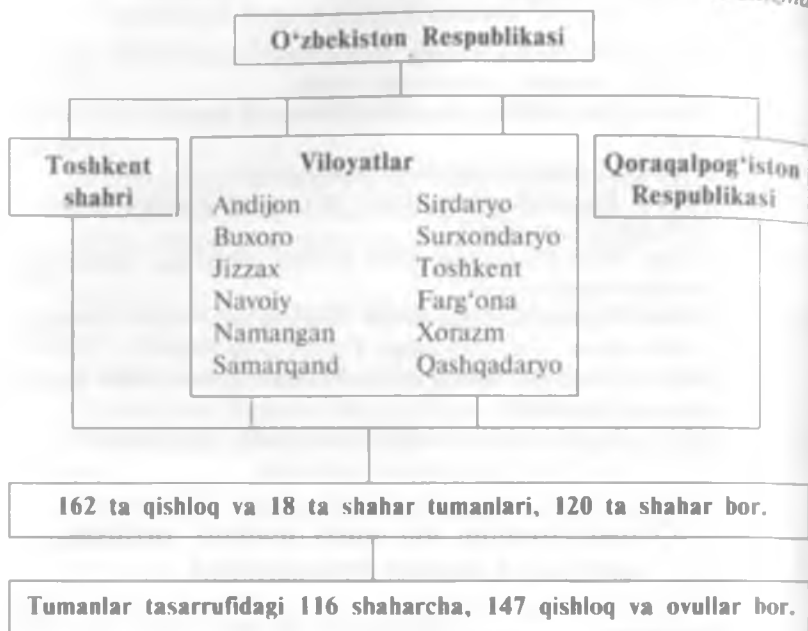 O‘zbekiston Respublikasi
Toshkent
shahri
Viloyatlar
Andijon
Buxoro
Jizzax
Navoiy
Namangan
Samarqand
Sirdaryo
Surxondaryo
Toshkent
Farg‘ona
Xorazm
Qashqadaryo
Qoraqalpog‘iston
Respublikasi
162 ta qishloq va 18 ta shahar tumanlari, 120 ta shahar bor.
Tumanlar tasarrufidagi 116 shaharcha, 147 qishloq va ovullar bor.